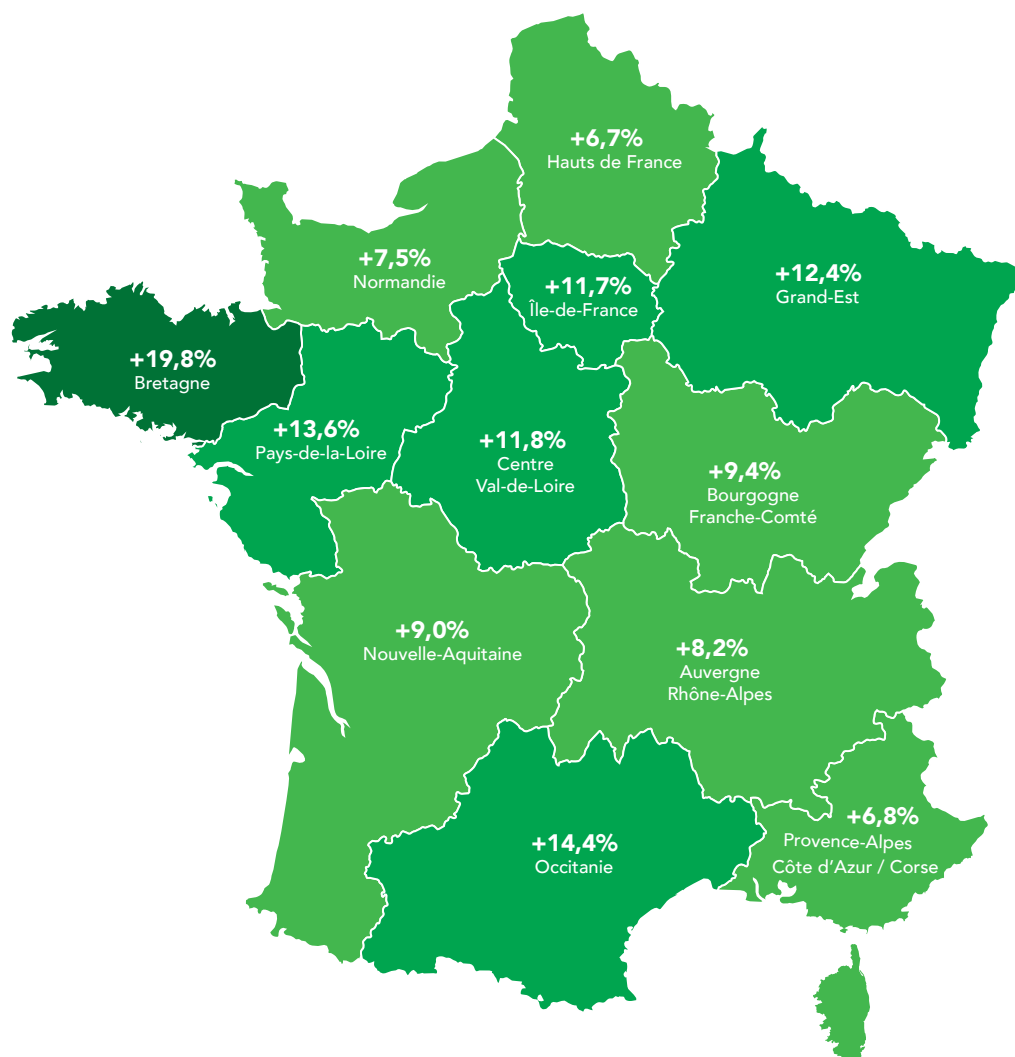 +6,7%
Hauts de France
+7,5%
Normandie
+11,7%
Île-de-France
+12,4%
Grand-Est
+19,8%
Bretagne
+13,6%
Pays-de-la-Loire
+11,8%
Centre
Val-de-Loire
+9,4%
Bourgogne
Franche-Comté
+9,0%
Nouvelle-Aquitaine
+8,2%
Auvergne
Rhône-Alpes
+14,4%
Occitanie
+6,8%
Provence-Alpes
Côte d'Azur / Corse